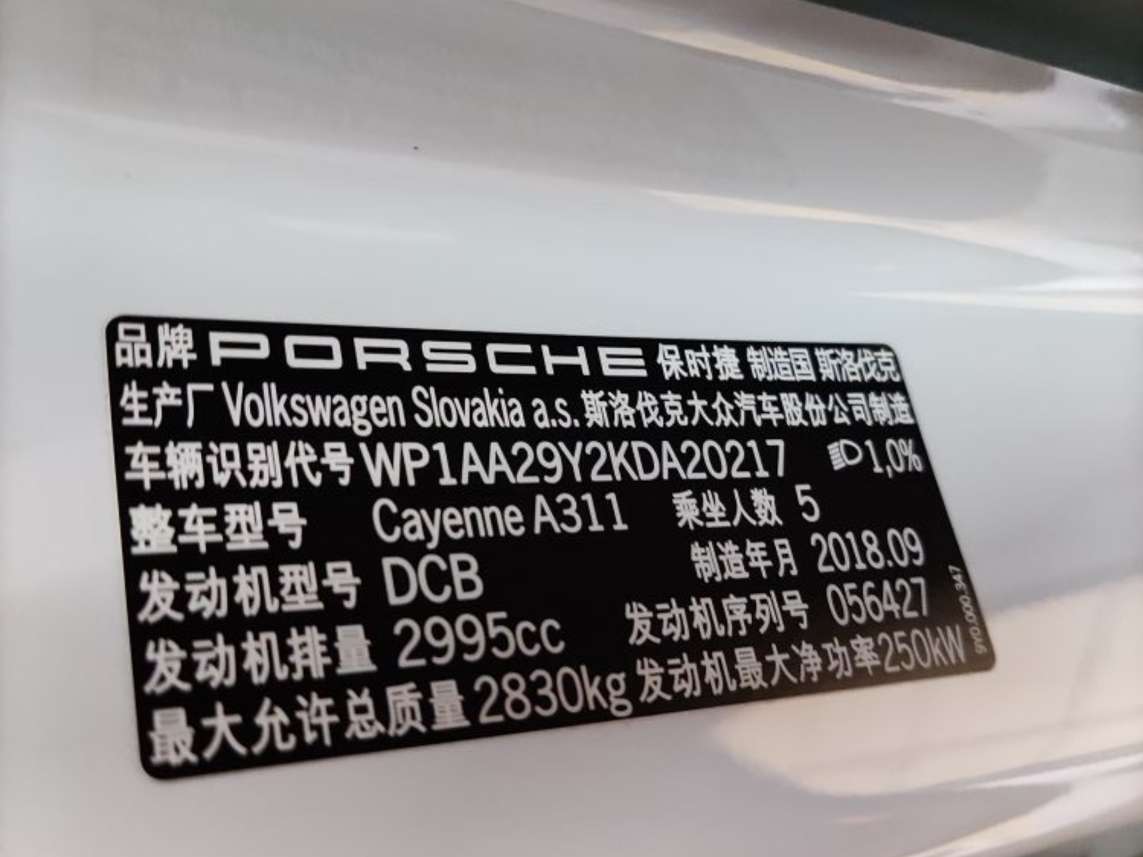 品牌 PORSCHE 保时捷 制造国 斯洛伐克
生产厂 Volkswagen Slovakia a.s. 斯洛伐克大众汽车股份公司制造
车辆识别代号 WP1AA29Y2KDA20217 1,0%
整车型号 Cayenne A311 乘坐人数 5
发动机型号 DCB 制造年月 2018.09
发动机排量 2995cc 发动机序列号 056427
最大允许总质量 2830kg 发动机最大净功率 250kW
9Y0.000.347